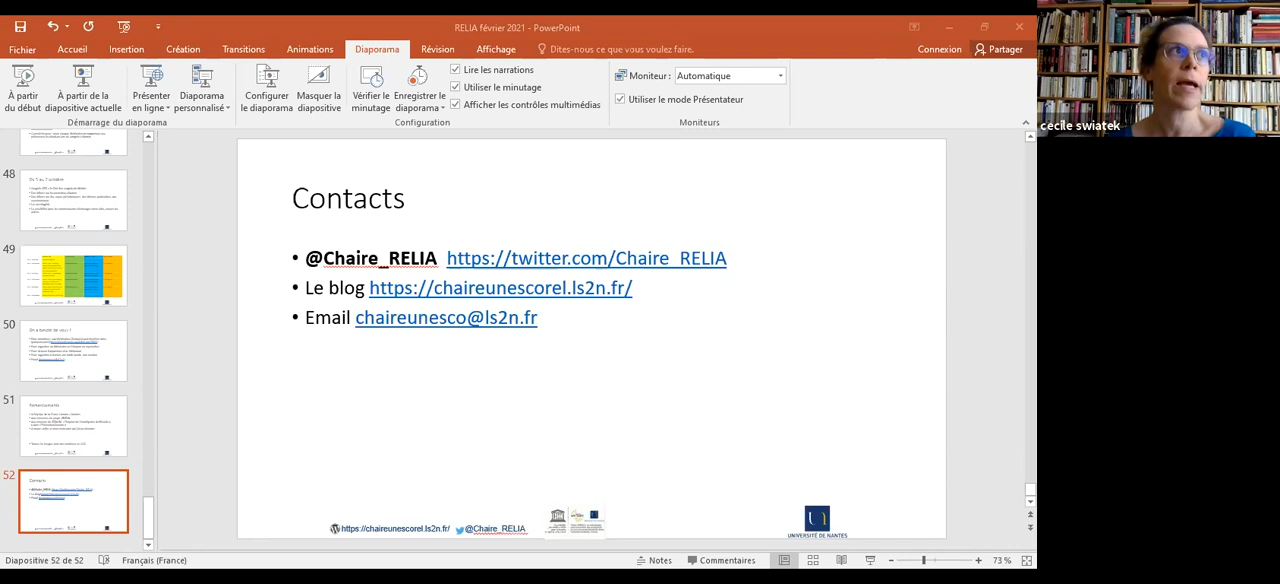 RELIA février 2021 - PowerPoint
Fichier Accueil Insertion Création Transitions Animations Diaporama Révision Affichage Dites-nous ce que vous voulez faire. Connexion Partager
À partir du début
À partir de la diapositive actuelle
Présenter en ligne
Diaporama personnalisé
Configurer le diaporama
Masquer la diapositive
Vérifier le minutage
Enregistrer le diaporama
Lire les narrations
Utiliser le minutage
Afficher les contrôles multimédias
Moniteur : Automatique
Utiliser le mode Présentateur
Démarrage du diaporama Configuration Moniteurs
cecile swiatek
48
49
50
51
52
Contacts
• @Chaire_RELIA https://twitter.com/Chaire_RELIA
• Le blog https://chaireunescorel.ls2n.fr/
• Email chaireunesco@ls2n.fr
https://chaireunescorel.ls2n.fr/ @Chaire_RELIA
UNIVERSITÉ DE NANTES
Diapositive 52 de 52 Français (France) Notes Commentaires 73 %